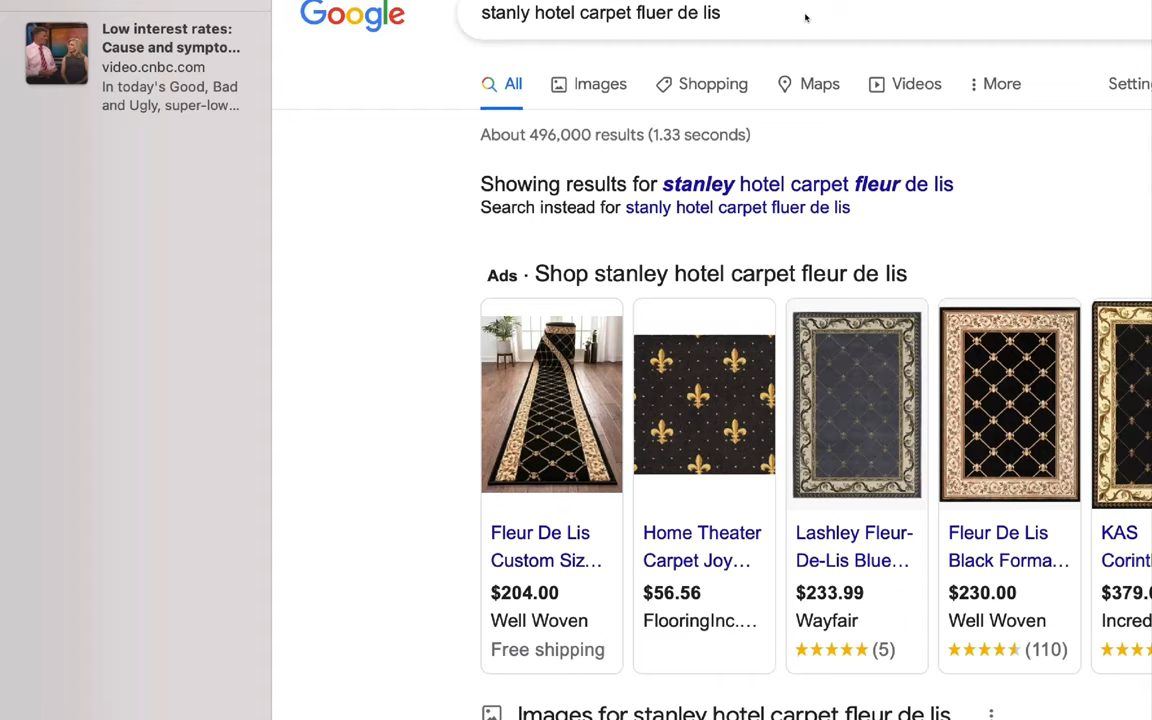 Low interest rates:
Cause and sympto...
video.cnbc.com
In today's Good, Bad
and Ugly, super-low...
Google
stanly hotel carpet fluer de lis
All Images Shopping Maps Videos More Settin
About 496,000 results (1.33 seconds)
Showing results for stanley hotel carpet fleur de lis
Search instead for stanly hotel carpet fluer de lis
Ads · Shop stanley hotel carpet fleur de lis
Fleur De Lis
Custom Siz...
$204.00
Well Woven
Free shipping
Home Theater
Carpet Joy...
$56.56
FlooringInc....
Lashley Fleur-
De-Lis Blue...
$233.99
Wayfair
(5)
Fleur De Lis
Black Forma...
$230.00
Well Woven
(110)
KAS
Corint
$379.
Incred
Images for stanley hotel carpet fleur de lis